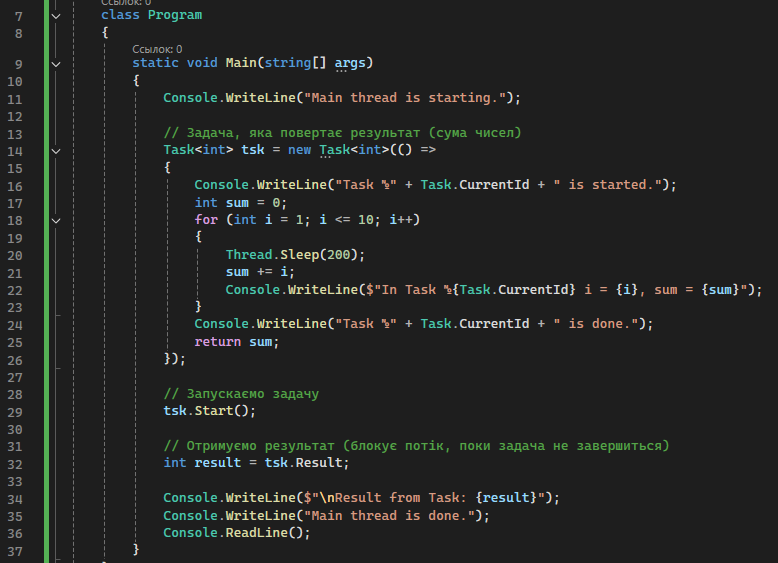 Ссылок: 0
7 class Program
8 {
Ссылок: 0
9 static void Main(string[] args)
10 {
11 Console.WriteLine("Main thread is starting.");
12
13 // Задача, яка повертає результат (сума чисел)
14 Task<int> tsk = new Task<int>(() =>
15 {
16 Console.WriteLine("Task №" + Task.CurrentId + " is started.");
17 int sum = 0;
18 for (int i = 1; i <= 10; i++)
19 {
20 Thread.Sleep(200);
21 sum += i;
22 Console.WriteLine($"In Task №{Task.CurrentId} i = {i}, sum = {sum}");
23 }
24 Console.WriteLine("Task №" + Task.CurrentId + " is done.");
25 return sum;
26 });
27
28 // Запускаємо задачу
29 tsk.Start();
30
31 // Отримуємо результат (блокує потік, поки задача не завершиться)
32 int result = tsk.Result;
33
34 Console.WriteLine($"\nResult from Task: {result}");
35 Console.WriteLine("Main thread is done.");
36 Console.ReadLine();
37 }